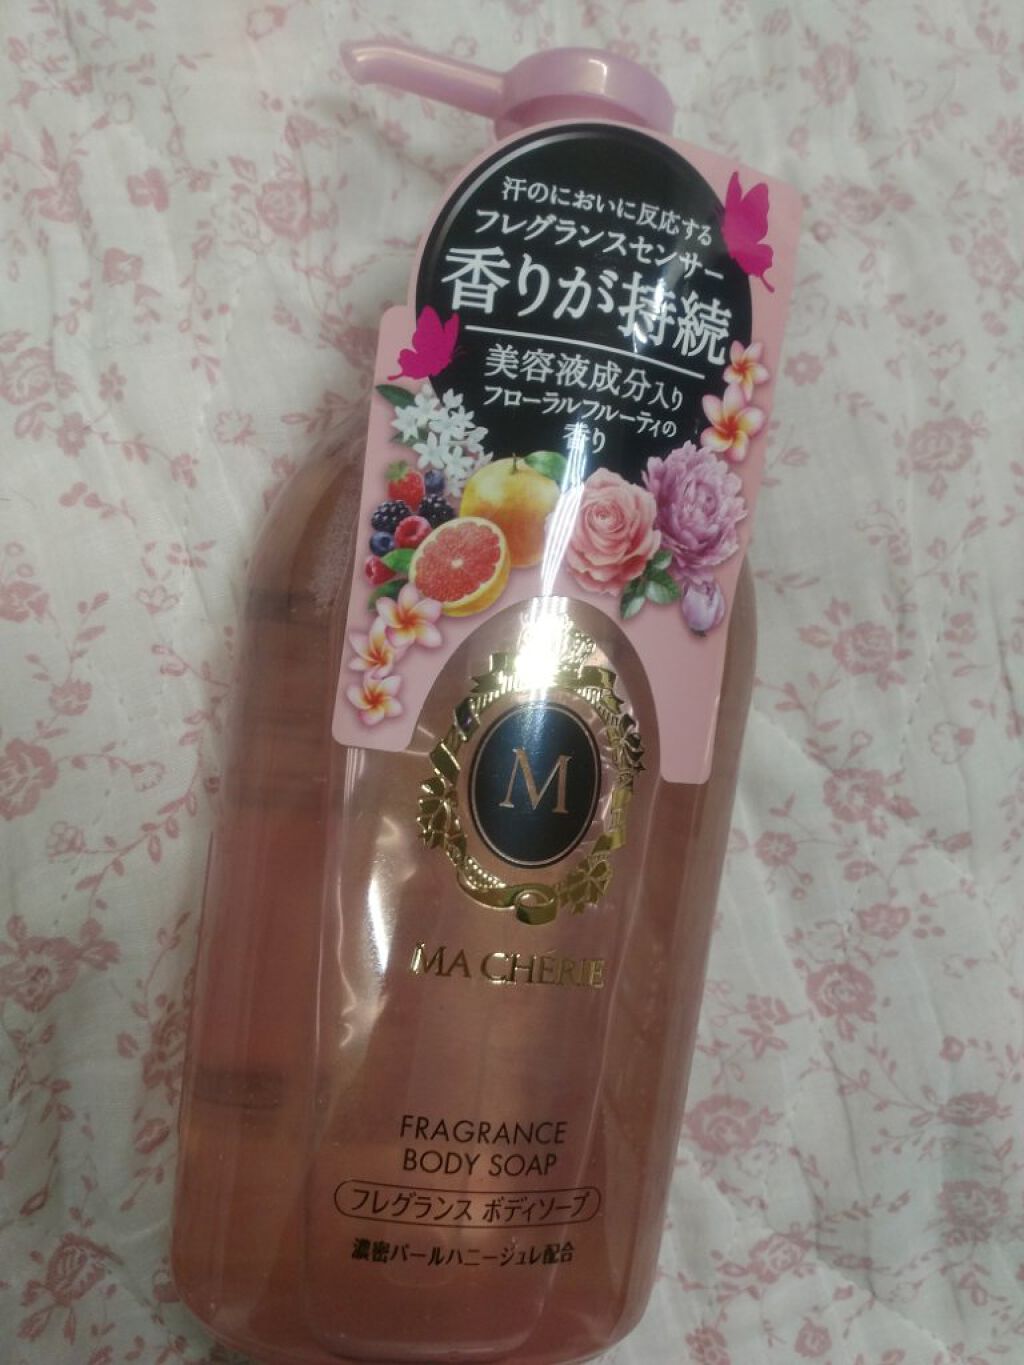 汗のにおいに反応する
フレグランスセンサー
香りが持続
美容液成分入り
フローラルフルーティの
香り
M
MA CHÉRIE
FRAGRANCE
BODY SOAP
フレグランス ボディソープ
濃密パールハニージュレ配合